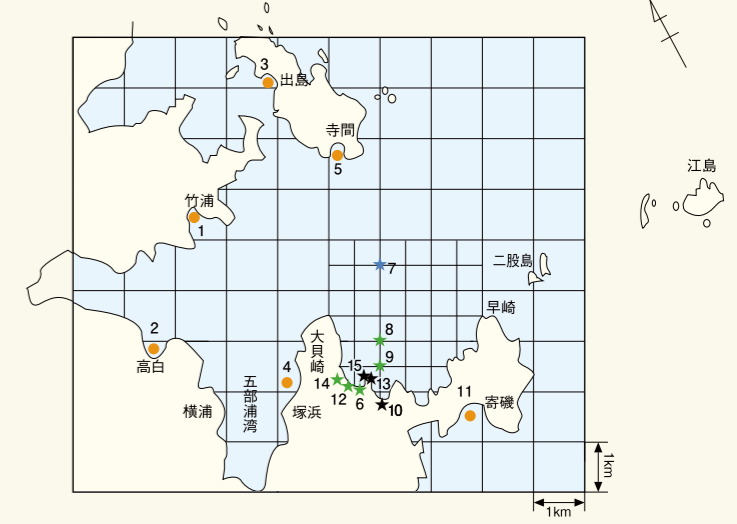 3
出島
寺間
5
江島
竹浦
1
7
二股島
早崎
8
大貝崎
2
9
高白
4
15
14
13
五部浦湾
12
6
10
11
寄磯
横浦
塚浜
1km
1km